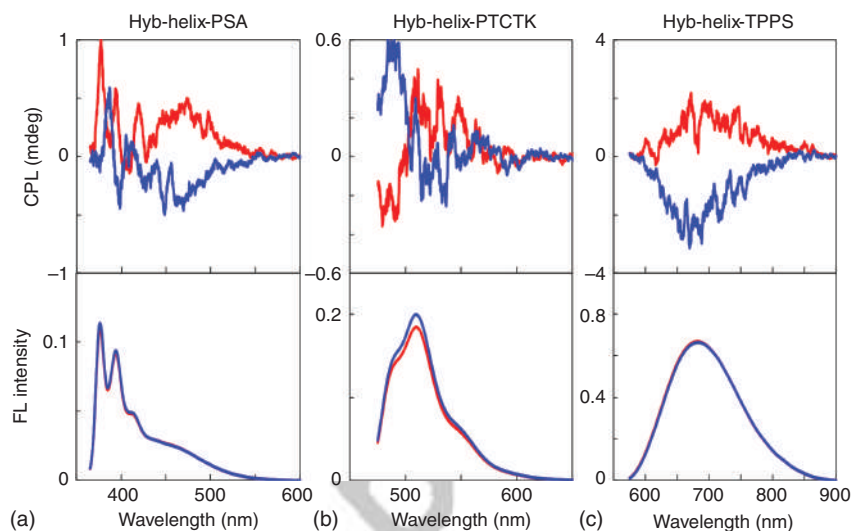 Hyb-helix-PSA
Hyb-helix-PTCTK
Hyb-helix-TPPS
1
0
−1
CPL (mdeg)
0.6
0
−0.6
4
0
−4
0.1
0
FL intensity
0.2
0
0.8
0.4
0
400 500 600
500 600
600 700 800 900
(a) Wavelength (nm)
(b) Wavelength (nm)
(c) Wavelength (nm)